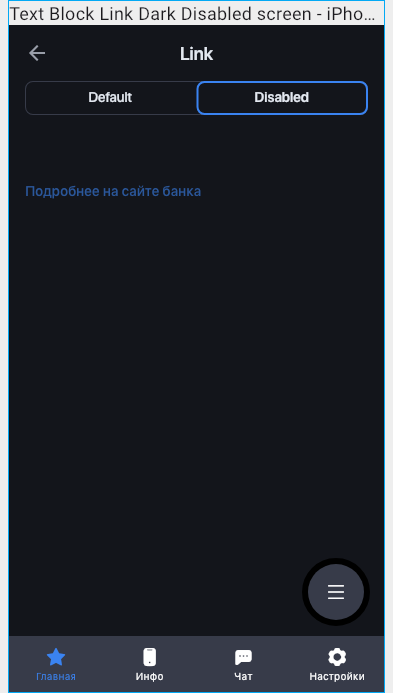 Text Block Link Dark Disabled screen - iPho...
Link
Default
Disabled
Подробнее на сайте банка
Главная
Инфо
Чат
Настройки